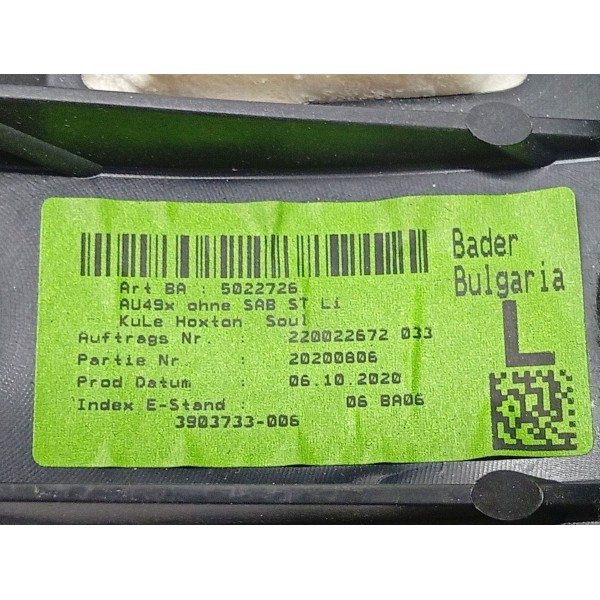 Art BA : 5022726
AU49x ohne SAB ST Li
KuLe Hoxton Soul
Auftrags Nr. : 220022672 033
Partie Nr. : 20200806
Prod Datum : 06.10.2020
Index E-Stand : 06 BA06
3903733-006
Bader
Bulgaria
L